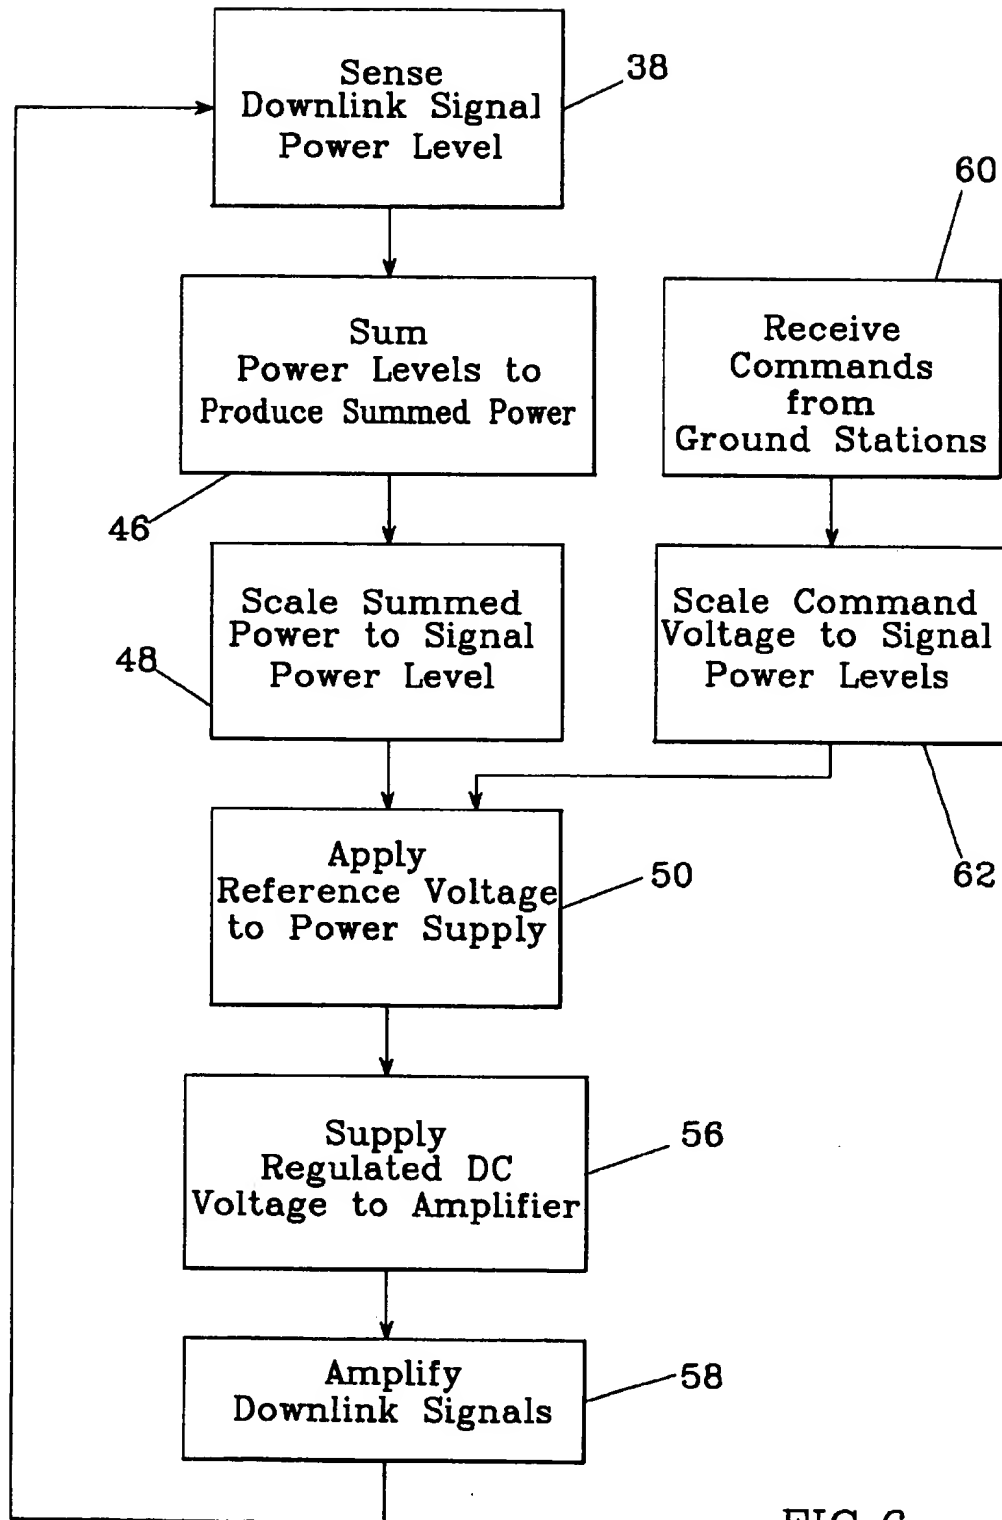 Sense
Downlink Signal
Power Level
38
60
Sum
Power Levels to
Produce Summed Power
Receive
Commands
from
Ground Stations
46
Scale Summed
Power to Signal
Power Level
Scale Command
Voltage to Signal
Power Levels
48
Apply
Reference Voltage
to Power Supply
50
62
Supply
Regulated DC
Voltage to Amplifier
56
Amplify
Downlink Signals
58